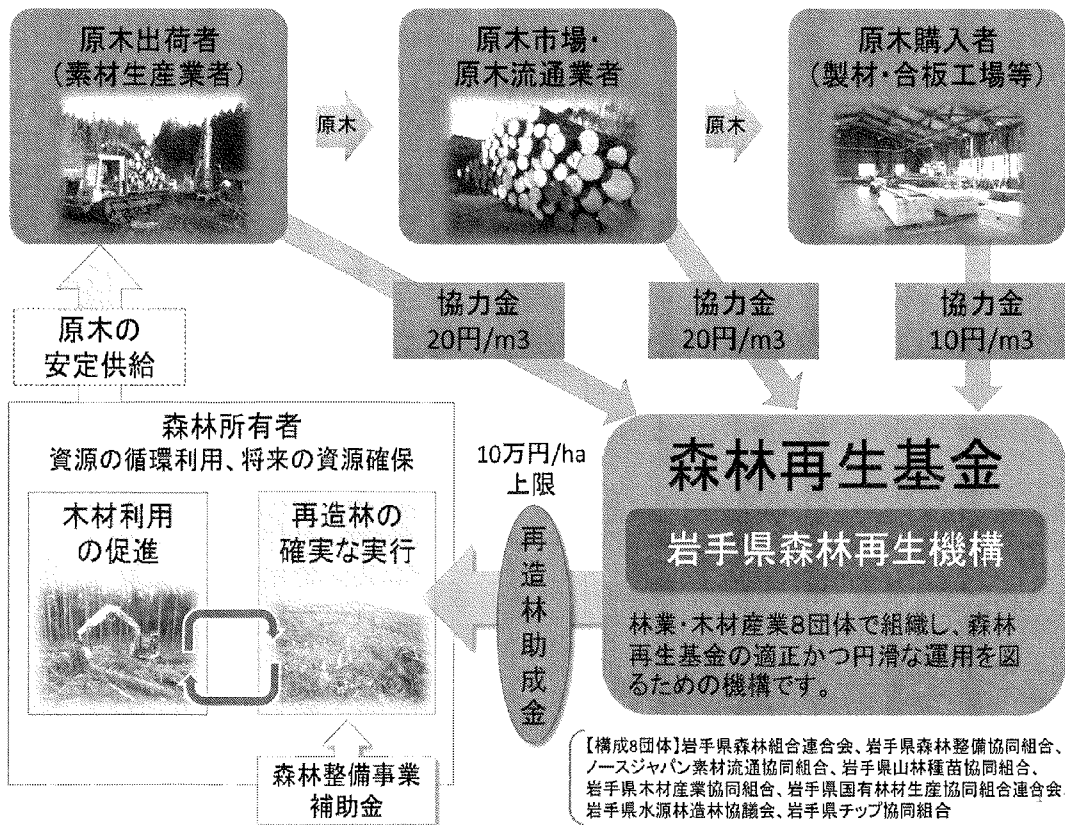 原木出荷者
（素材生産業者）
原木
原木市場・
原木流通業者
原木
原木購入者
（製材・合板工場等）
協力金
20円/m3
協力金
20円/m3
協力金
10円/m3
原木の
安定供給
森林所有者
資源の循環利用、将来の資源確保
木材利用
の促進
再造林の
確実な実行
森林整備事業
補助金
10万円/ha
上限
再造林助成金
森林再生基金
岩手県森林再生機構
林業・木材産業8団体で組織し、森林
再生基金の適正かつ円滑な運用を図
るための機構です。
【構成8団体】岩手県森林組合連合会、岩手県森林整備協同組合、
ノースジャパン素材流通協同組合、岩手県山林種苗協同組合、
岩手県木材産業協同組合、岩手県国有林材生産協同組合連合会、
岩手県水源林造林協議会、岩手県チップ協同組合